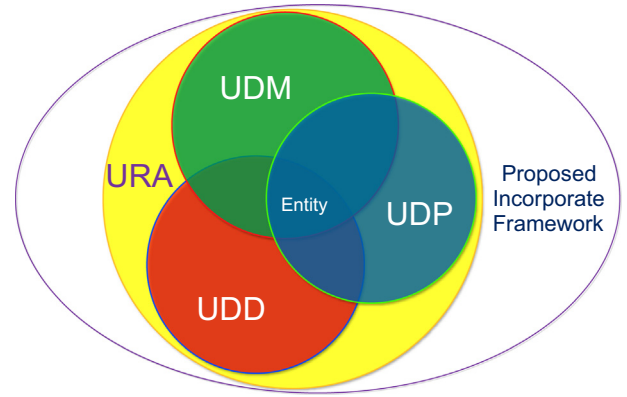 UDM
URA
Entity
UDP
UDD
Proposed
Incorporate
Framework